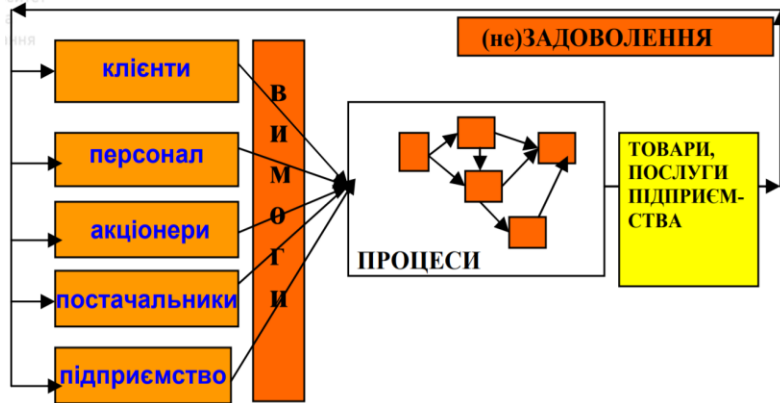 (не)ЗАДОВОЛЕННЯ
клієнти
персонал
акціонери
постачальники
підприємство
в
и
м
о
г
и
ПРОЦЕСИ
ТОВАРИ,
ПОСЛУГИ
ПІДПРИЄМ-
СТВА